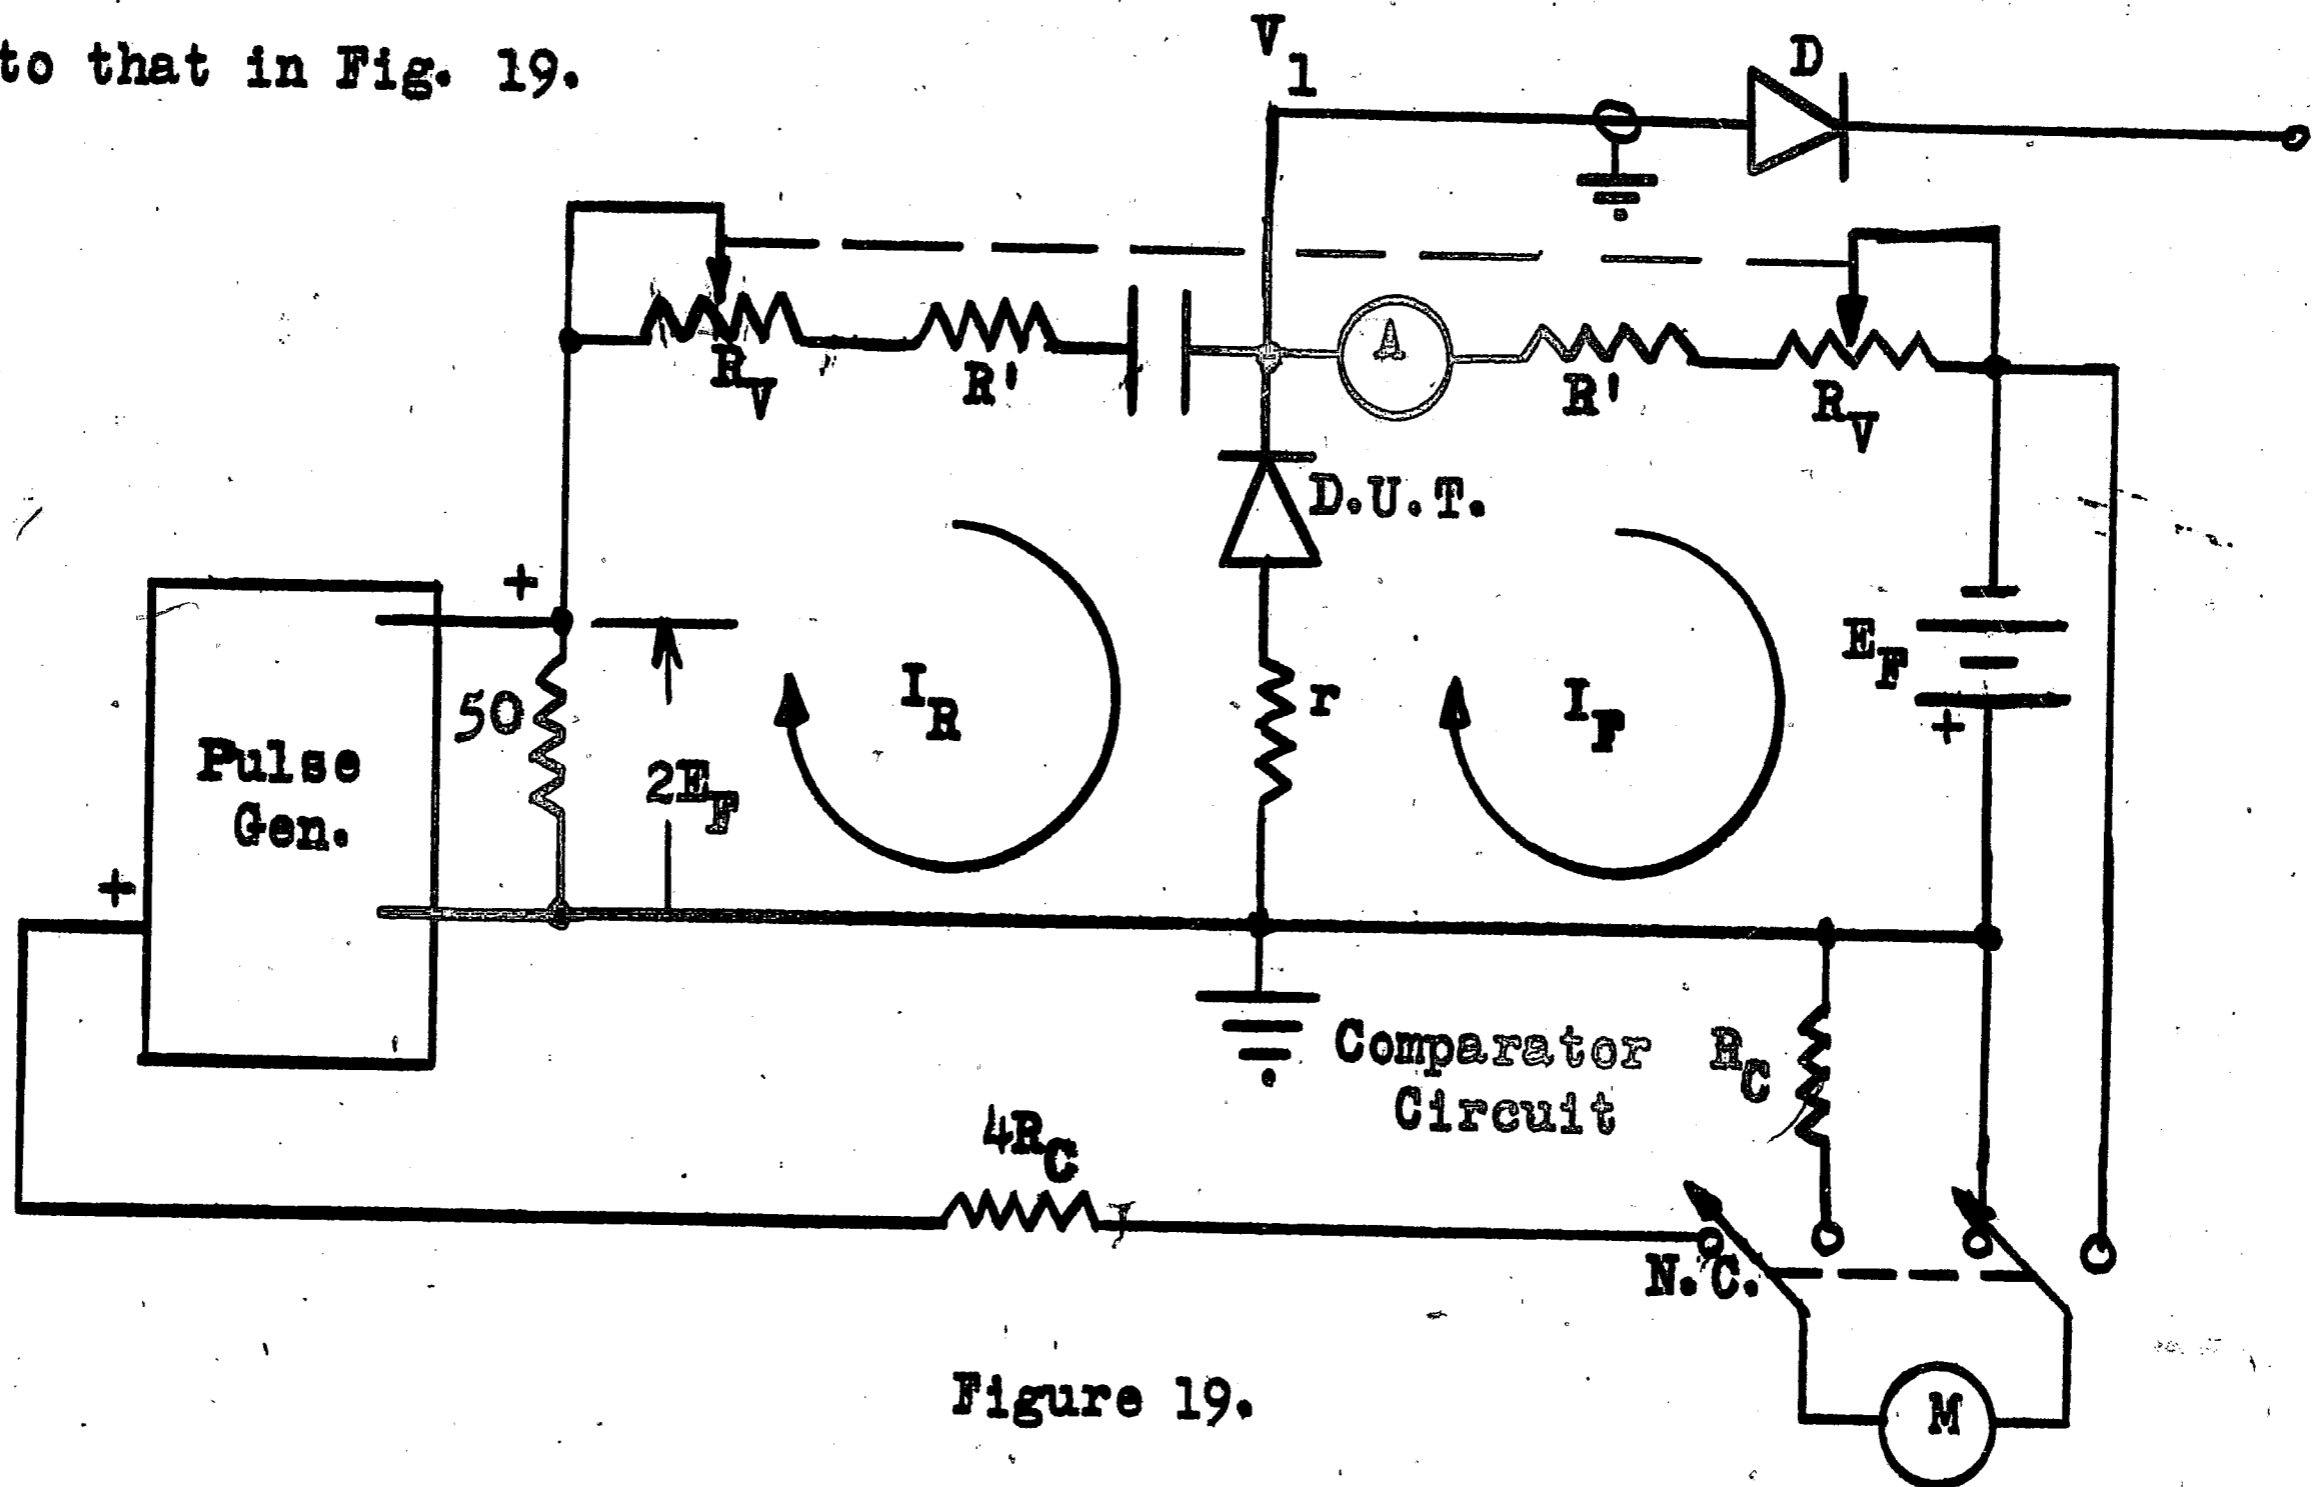 to that in Fig. 19.
V1
D
RV
R'
A
R'
RV
D.U.T.
+
50
2EF
IR
r
IF
EF
+
Pulse
Gen.
+
Comparator
Circuit
RC
4RC
N.C.
M
Figure 19.